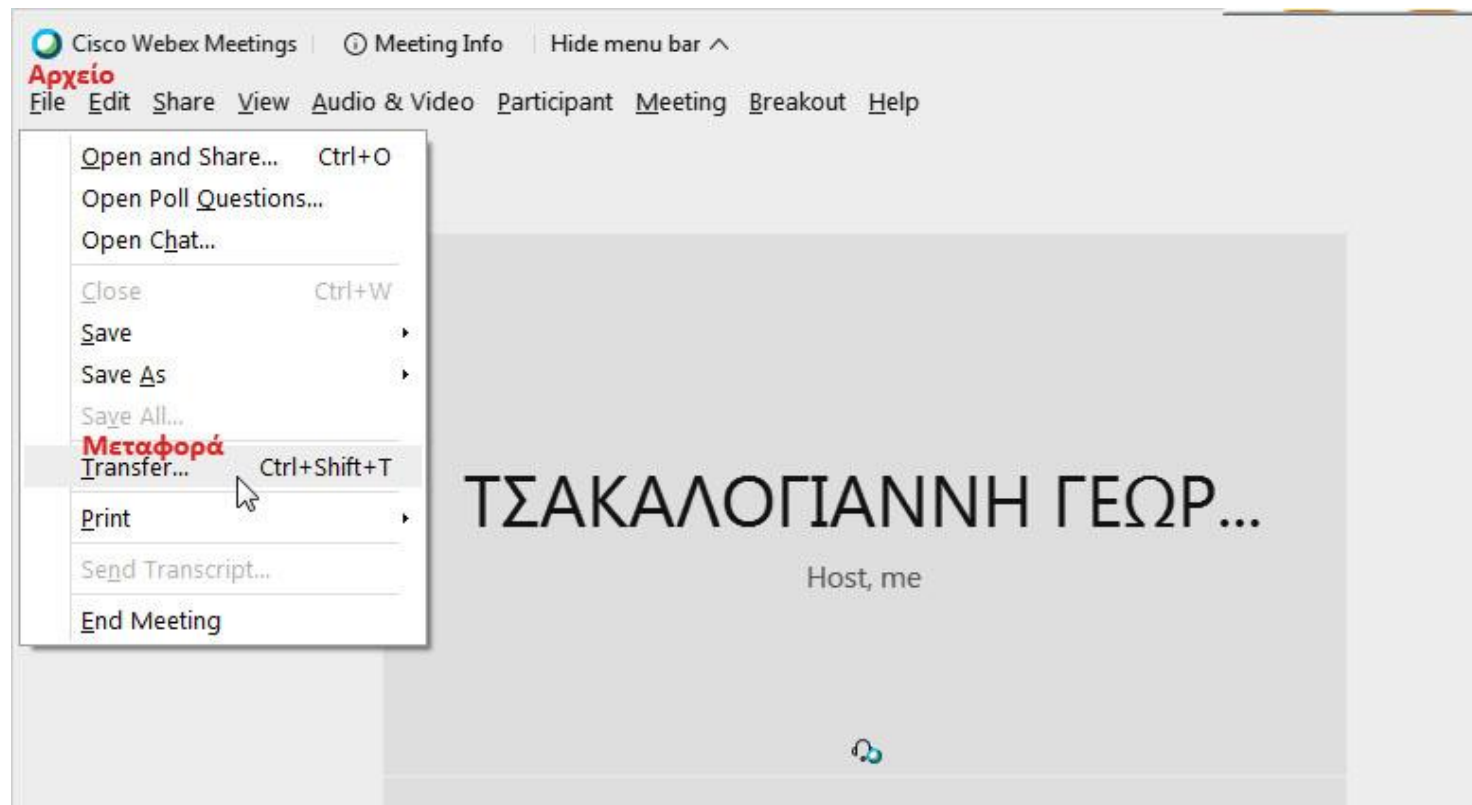 Cisco Webex Meetings Meeting Info Hide menu bar
Αρχείο
File Edit Share View Audio & Video Participant Meeting Breakout Help
Open and Share... Ctrl+O
Open Poll Questions...
Open Chat...
Close Ctrl+W
Save
Save As
Save All...
Μεταφορά
Transfer... Ctrl+Shift+T
Print
Send Transcript...
End Meeting
ΤΣΑΚΑΛΟΓΙΑΝΝΗ ΓΕΩΡ...
Host, me